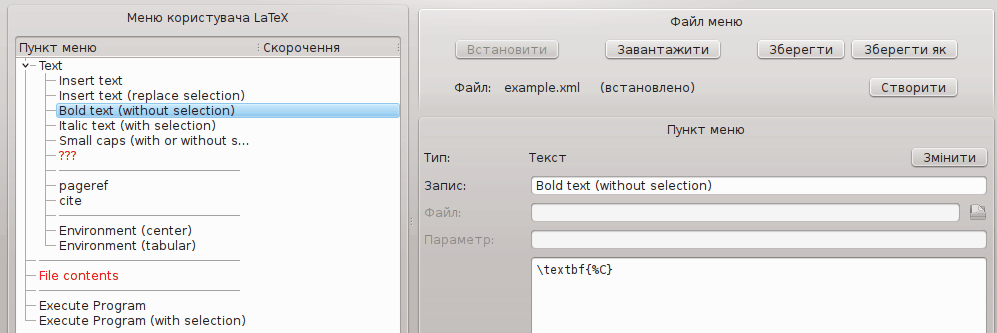 Меню користувача LaTeX
Пункт меню Скорочення
Text
Insert text
Insert text (replace selection)
Bold text (without selection)
Italic text (with selection)
Small caps (with or without s...
???
pageref
cite
Environment (center)
Environment (tabular)
File contents
Execute Program
Execute Program (with selection)
Файл меню
Встановити Завантажити Зберегти Зберегти як
Файл: example.xml (встановлено) Створити
Пункт меню
Тип: Текст Змінити
Запис: Bold text (without selection)
Файл:
Параметр:
\textbf{%C}